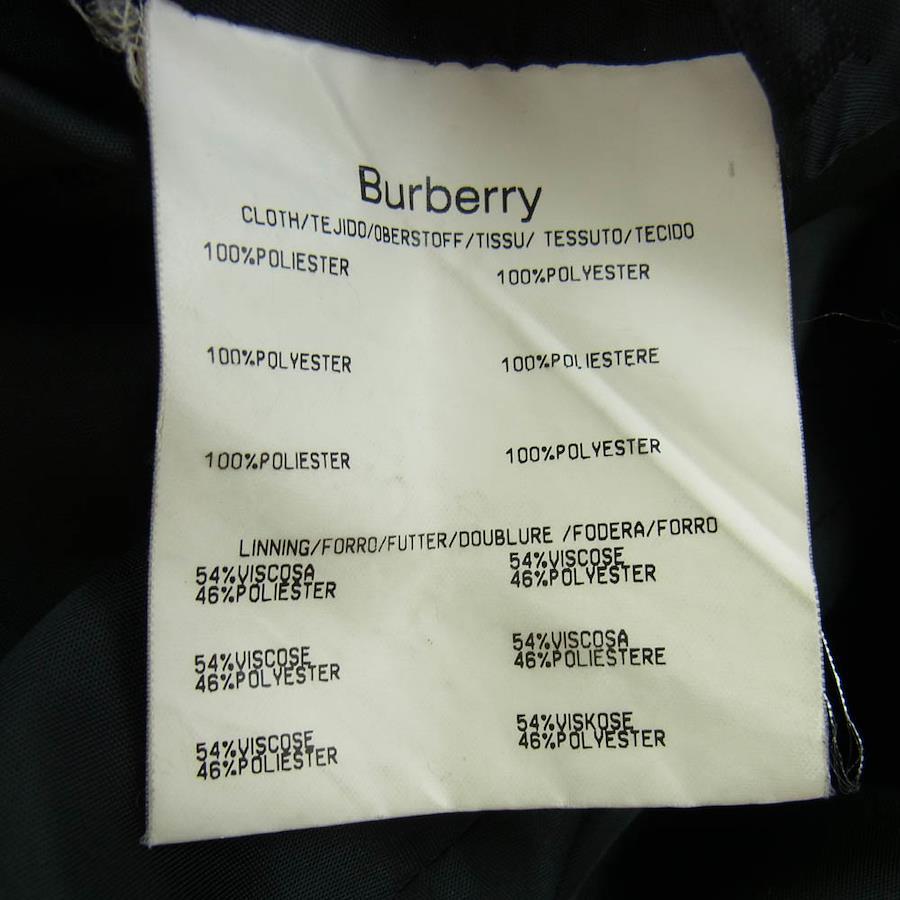 Burberry
CLOTH/TEJIDO/OBERSTOFF/TISSU/ TESSUTO/TECIDO
100%POLIESTER 100%POLYESTER
100%POLYESTER 100%POLIESTERE
100%POLIESTER 100%POLYESTER
LINNING/FORRO/FUTTER/DOUBLURE /FODERA/FORRO
54%VISCOSA 54%VISCOSE
46%POLIESTER 46%POLYESTER
54%VISCOSE 54%VISCOSA
46%POLYESTER 46%POLIESTERE
54%VISCOSE 54%VISKOSE
46%POLIESTER 46%POLYESTER